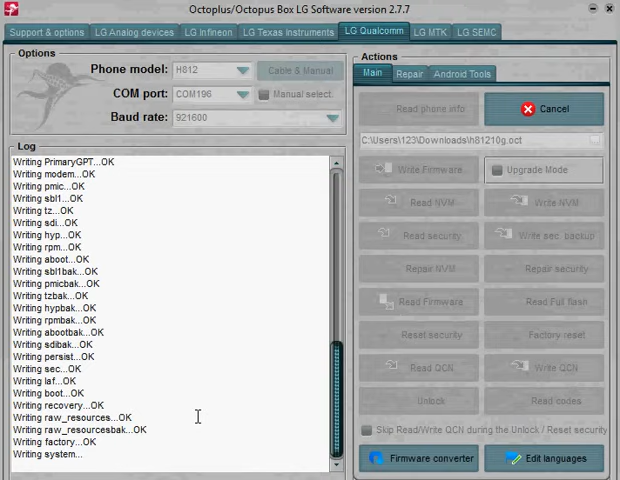 Octoplus/Octopus Box LG Software version 2.7.7
Support & options
LG Analog devices
LG Infineon
LG Texas Instruments
LG Qualcomm
LG MTK
LG SEMC
Options
Phone model:
H812
Cable & Manual
COM port:
COM196
Manual select.
Baud rate:
921600
Log
Writing PrimaryGPT...OK
Writing modem...OK
Writing pmic...OK
Writing sbl1...OK
Writing tz...OK
Writing sdi...OK
Writing hyp...OK
Writing rpm...OK
Writing aboot...OK
Writing sbl1bak...OK
Writing pmicbak...OK
Writing tzbak...OK
Writing hypbak...OK
Writing rpmbak...OK
Writing abootbak...OK
Writing sdibak...OK
Writing persist...OK
Writing sec...OK
Writing laf...OK
Writing boot...OK
Writing recovery...OK
Writing raw_resources...OK
Writing raw_resourcesbak...OK
Writing factory...OK
Writing system...
Actions
Main
Repair
Android Tools
Read phone info
Cancel
C:\Users\123\Downloads\h81210g.oct
Write Firmware
Upgrade Mode
Read NVM
Write NVM
Read security
Write sec. backup
Repair NVM
Repair security
Read Firmware
Read Full flash
Reset security
Factory reset
Read QCN
Write QCN
Unlock
Read codes
Skip Read/Write QCN during the Unlock / Reset security
Firmware converter
Edit languages